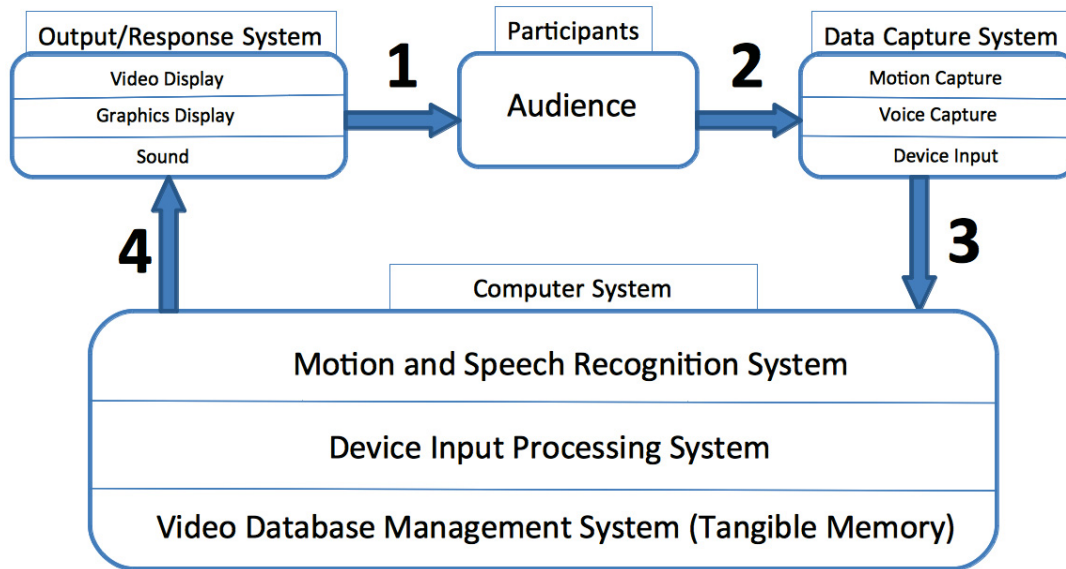 Output/Response System
Video Display
Graphics Display
Sound
1
Participants
Audience
2
Data Capture System
Motion Capture
Voice Capture
Device Input
3
4
Computer System
Motion and Speech Recognition System
Device Input Processing System
Video Database Management System (Tangible Memory)